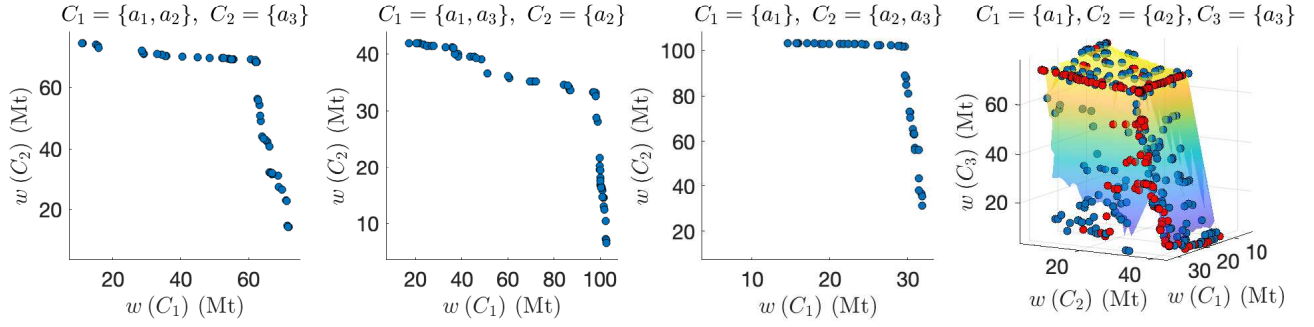 C₁ = {a₁, a₂}, C₂ = {a₃}
w (C₂) (Mt)
60
40
20
20 40 60
w (C₁) (Mt)
C₁ = {a₁, a₃}, C₂ = {a₂}
w (C₂) (Mt)
40
30
20
10
20 40 60 80 100
w (C₁) (Mt)
C₁ = {a₁}, C₂ = {a₂, a₃}
w (C₂) (Mt)
100
80
60
40
20
10 20 30
w (C₁) (Mt)
C₁ = {a₁}, C₂ = {a₂}, C₃ = {a₃}
w (C₃) (Mt)
60
40
20
20 40
w (C₂) (Mt)
30 20 10
w (C₁) (Mt)